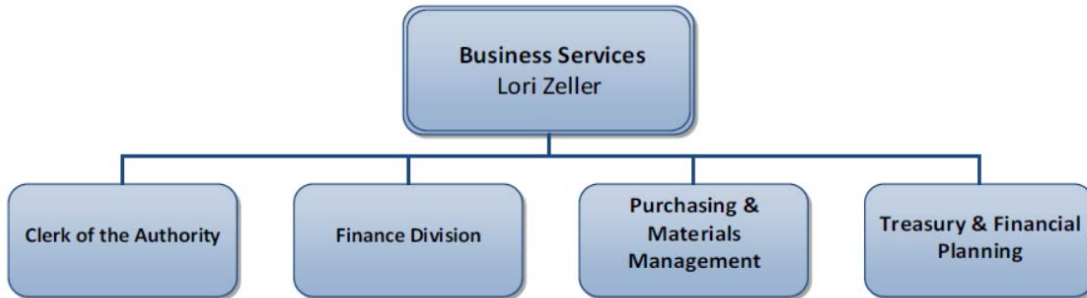 Business Services
Lori Zeller
Clerk of the Authority
Finance Division
Purchasing &
Materials
Management
Treasury & Financial
Planning